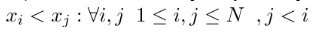 x_i < x_j : ∀i, j 1 ≤ i, j ≤ N , j < i